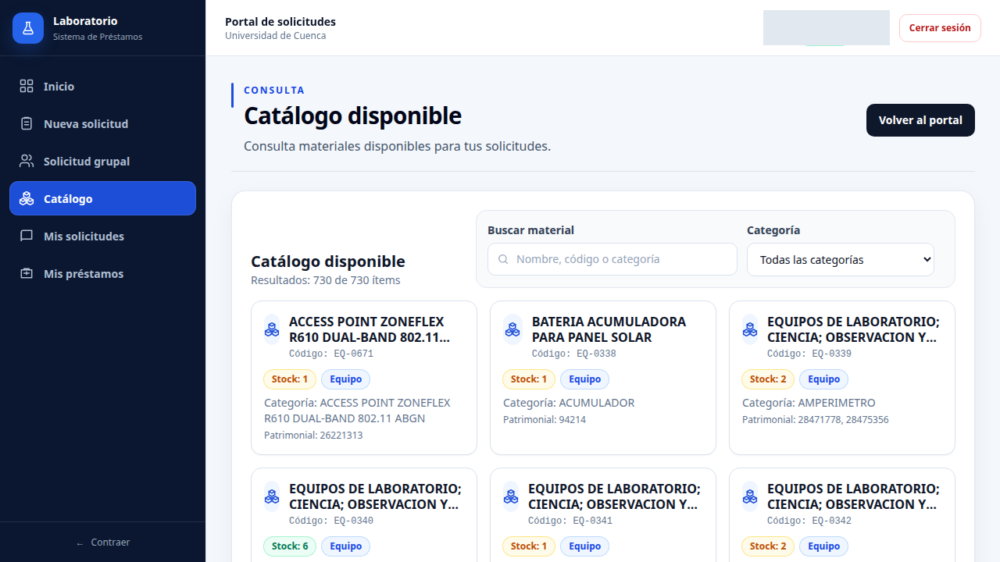 Laboratorio
Sistema de Préstamos
Portal de solicitudes
Universidad de Cuenca
Cerrar sesión
Inicio
Nueva solicitud
Solicitud grupal
Catálogo
Mis solicitudes
Mis préstamos
← Contraer
CONSULTA
Catálogo disponible
Consulta materiales disponibles para tus solicitudes.
Volver al portal
Catálogo disponible
Resultados: 730 de 730 ítems
Buscar material
Nombre, código o categoría
Categoría
Todas las categorías
ACCESS POINT ZONEFLEX
R610 DUAL-BAND 802.11...
Código: EQ-0671
Stock: 1
Equipo
Categoría: ACCESS POINT ZONEFLEX
R610 DUAL-BAND 802.11 ABGN
Patrimonial: 26221313
BATERIA ACUMULADORA
PARA PANEL SOLAR
Código: EQ-0338
Stock: 1
Equipo
Categoría: ACUMULADOR
Patrimonial: 94214
EQUIPOS DE LABORATORIO;
CIENCIA; OBSERVACION Y...
Código: EQ-0339
Stock: 2
Equipo
Categoría: AMPERIMETRO
Patrimonial: 28471778, 28475356
EQUIPOS DE LABORATORIO;
CIENCIA; OBSERVACION Y...
Código: EQ-0340
Stock: 6
Equipo
EQUIPOS DE LABORATORIO;
CIENCIA; OBSERVACION Y...
Código: EQ-0341
Stock: 1
Equipo
EQUIPOS DE LABORATORIO;
CIENCIA; OBSERVACION Y...
Código: EQ-0342
Stock: 2
Equipo